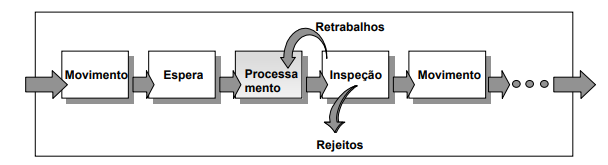 Retrabalhos
Movimento
Espera
Processa
mento
Inspeção
Movimento
Rejeitos